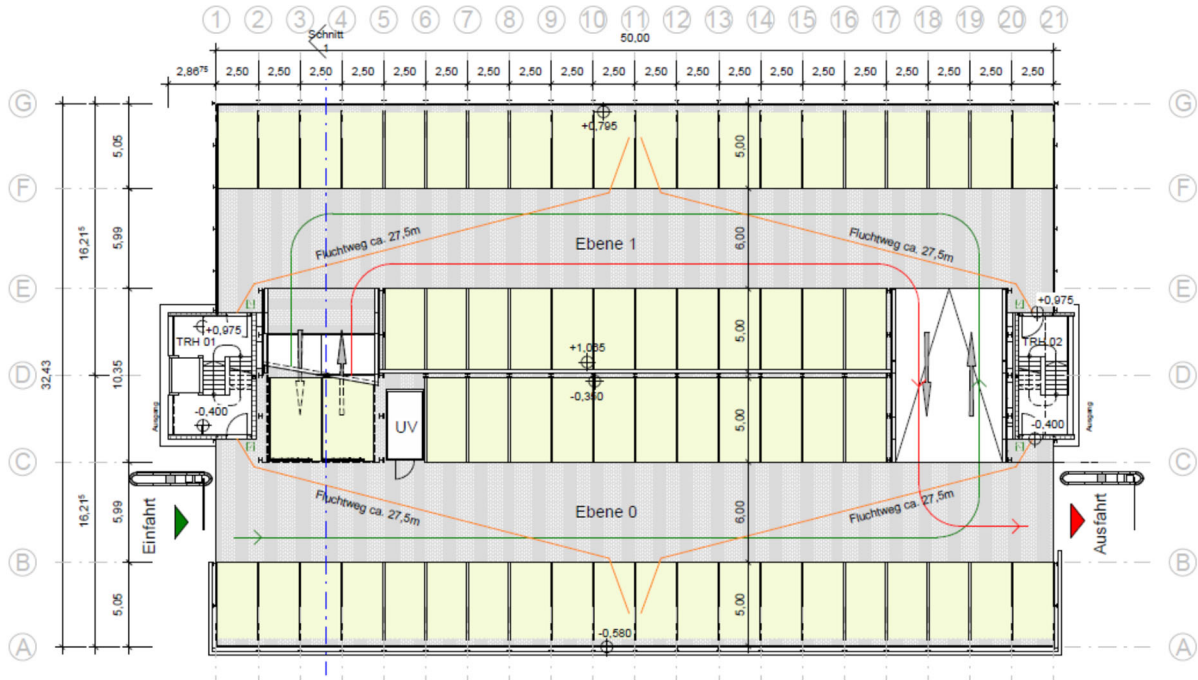 1 2 3 4 5 6 7 8 9 10 11 12 13 14 15 16 17 18 19 20 21
Schnitt
1
50,00
2,86⁷⁵ 2,50 2,50 2,50 2,50 2,50 2,50 2,50 2,50 2,50 2,50 2,50 2,50 2,50 2,50 2,50 2,50 2,50 2,50 2,50 2,50
G G
+0,795
5,05 5,00
F F
16,21⁵ 5,99 Fluchtweg ca. 27,5m Ebene 1 6,00 Fluchtweg ca. 27,5m
E E
+0,975 +0,975
TRH 01 TRH 02
+1,065 5,00
32,43 10,35 D D
-0,350
-0,400 UV 5,00 -0,400
Ausgang Ausgang
C C
16,21⁵ 5,99 Einfahrt Fluchtweg ca. 27,5m Ebene 0 6,00 Fluchtweg ca. 27,5m Ausfahrt
B B
5,05 5,00
-0,580
A A